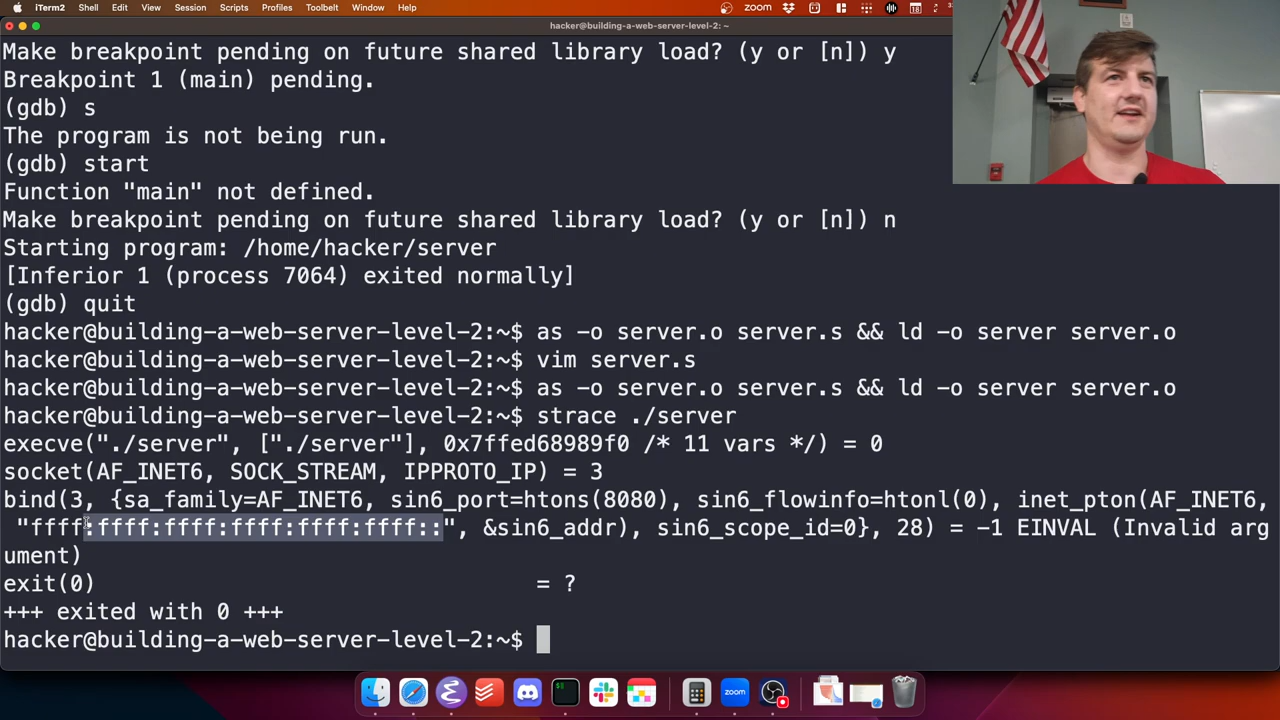 iTerm2 Shell Edit View Session Scripts Profiles Toolbelt Window Help
zoom
hacker@building-a-web-server-level-2: ~
Make breakpoint pending on future shared library load? (y or [n]) y
Breakpoint 1 (main) pending.
(gdb) s
The program is not being run.
(gdb) start
Function "main" not defined.
Make breakpoint pending on future shared library load? (y or [n]) n
Starting program: /home/hacker/server
[Inferior 1 (process 7064) exited normally]
(gdb) quit
hacker@building-a-web-server-level-2:~$ as -o server.o server.s && ld -o server server.o
hacker@building-a-web-server-level-2:~$ vim server.s
hacker@building-a-web-server-level-2:~$ as -o server.o server.s && ld -o server server.o
hacker@building-a-web-server-level-2:~$ strace ./server
execve("./server", ["./server"], 0x7ffed68989f0 /* 11 vars */) = 0
socket(AF_INET6, SOCK_STREAM, IPPROTO_IP) = 3
bind(3, {sa_family=AF_INET6, sin6_port=htons(8080), sin6_flowinfo=htonl(0), inet_pton(AF_INET6,
"ffff:ffff:ffff:ffff:ffff:ffff::", &sin6_addr), sin6_scope_id=0}, 28) = -1 EINVAL (Invalid arg
ument)
exit(0) = ?
+++ exited with 0 +++
hacker@building-a-web-server-level-2:~$
zoom